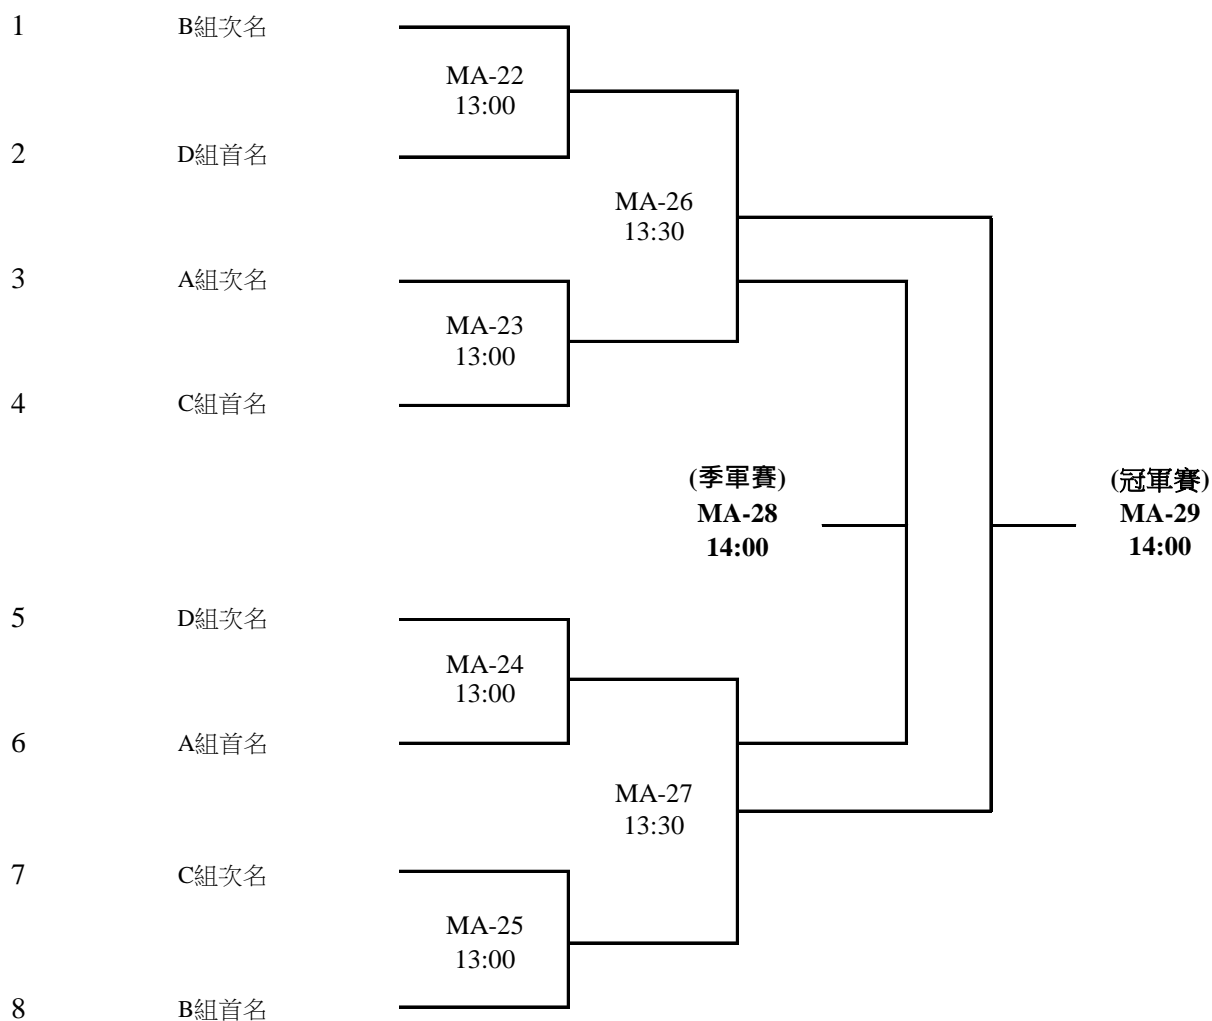 1 B組次名
MA-22
13:00
2 D組首名
MA-26
13:30
3 A組次名
MA-23
13:00
4 C組首名
(季軍賽)
MA-28
14:00
(冠軍賽)
MA-29
14:00
5 D組次名
MA-24
13:00
6 A組首名
MA-27
13:30
7 C組次名
MA-25
13:00
8 B組首名